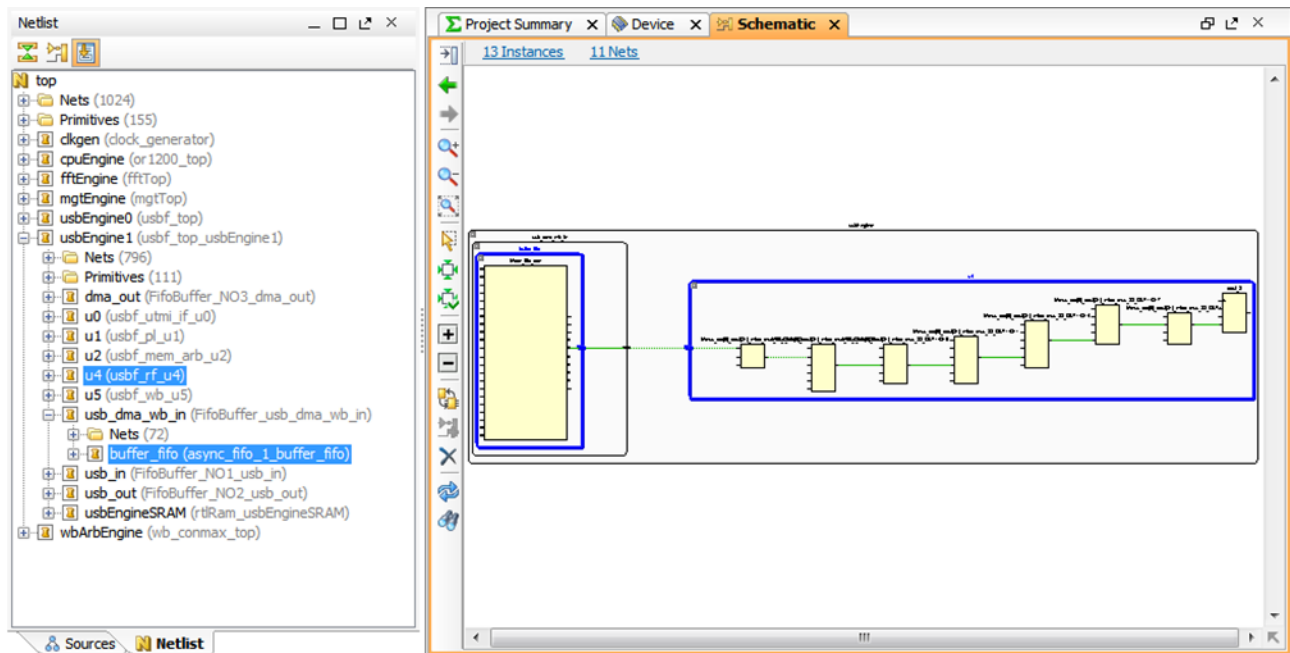 Netlist
top
Nets (1024)
Primitives (155)
clkgen (clock_generator)
cpuEngine (or1200_top)
fftEngine (fftTop)
mgtEngine (mgtTop)
usbEngine0 (usbf_top)
usbEngine1 (usbf_top_usbEngine1)
Nets (796)
Primitives (111)
dma_out (FifoBuffer_NO3_dma_out)
u0 (usbf_utmi_if_u0)
u1 (usbf_pl_u1)
u2 (usbf_mem_arb_u2)
u4 (usbf_rf_u4)
u5 (usbf_wb_u5)
usb_dma_wb_in (FifoBuffer_usb_dma_wb_in)
Nets (72)
buffer_fifo (async_fifo_1_buffer_fifo)
usb_in (FifoBuffer_NO1_usb_in)
usb_out (FifoBuffer_NO2_usb_out)
usbEngineSRAM (rtlRam_usbEngineSRAM)
wbArbEngine (wb_conmax_top)
Sources Netlist
Project Summary Device Schematic
13 Instances 11 Nets
u4